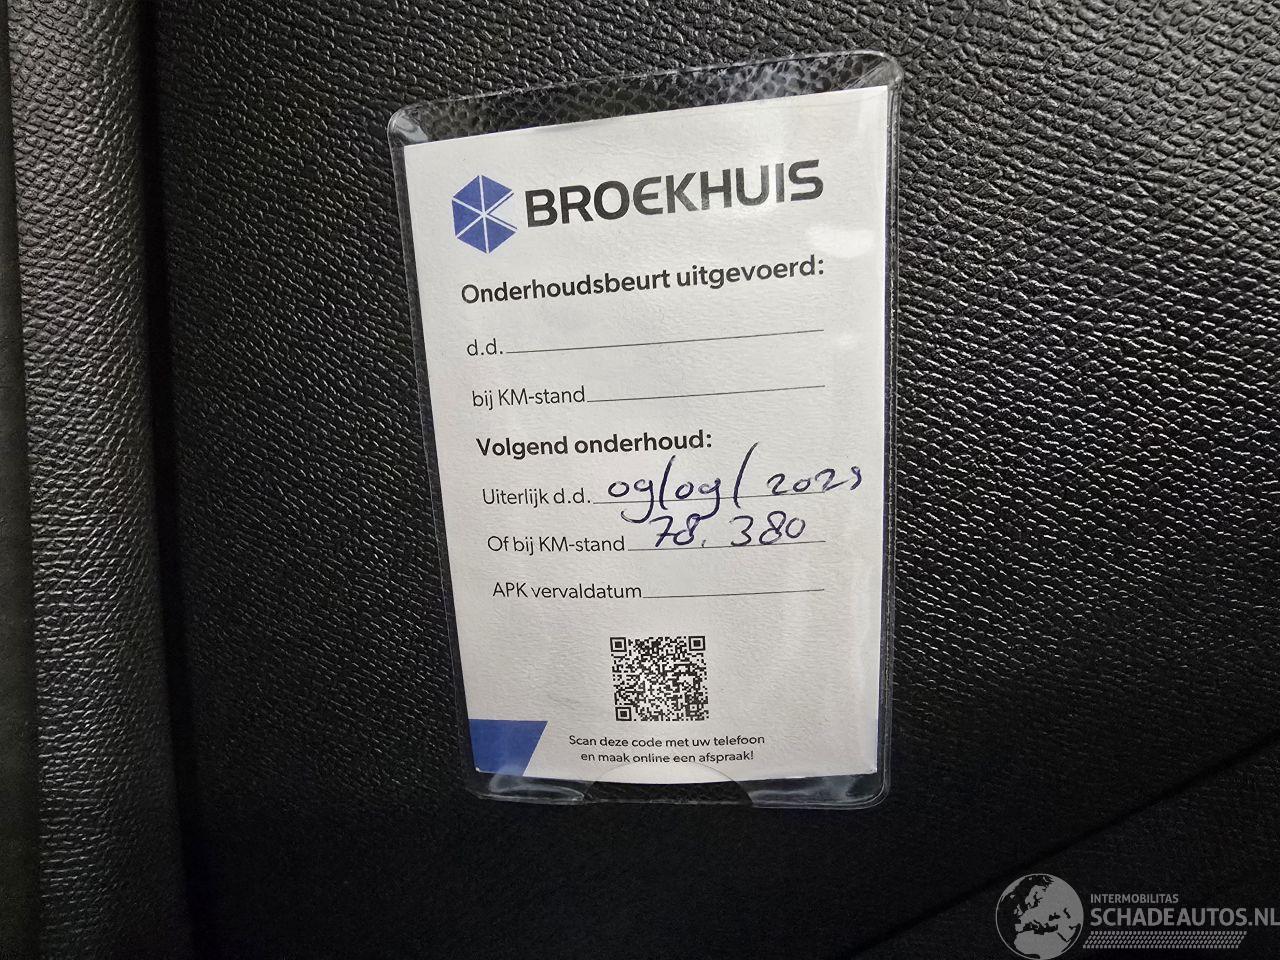 BROEKHUIS
Onderhoudsbeurt uitgevoerd:
d.d.
bij KM-stand
Volgend onderhoud:
Uiterlijk d.d. 09/09/2025
Of bij KM-stand 78.380
APK vervaldatum
Scan deze code met uw telefoon
en maak online een afspraak!
INTERMOBILITAS
SCHADEAUTOS.NL